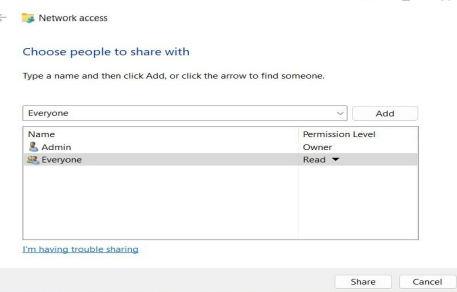 Network access
Choose people to share with
Type a name and then click Add, or click the arrow to find someone.
Everyone Add
Name Permission Level
Admin Owner
Everyone Read
I'm having trouble sharing
Share Cancel